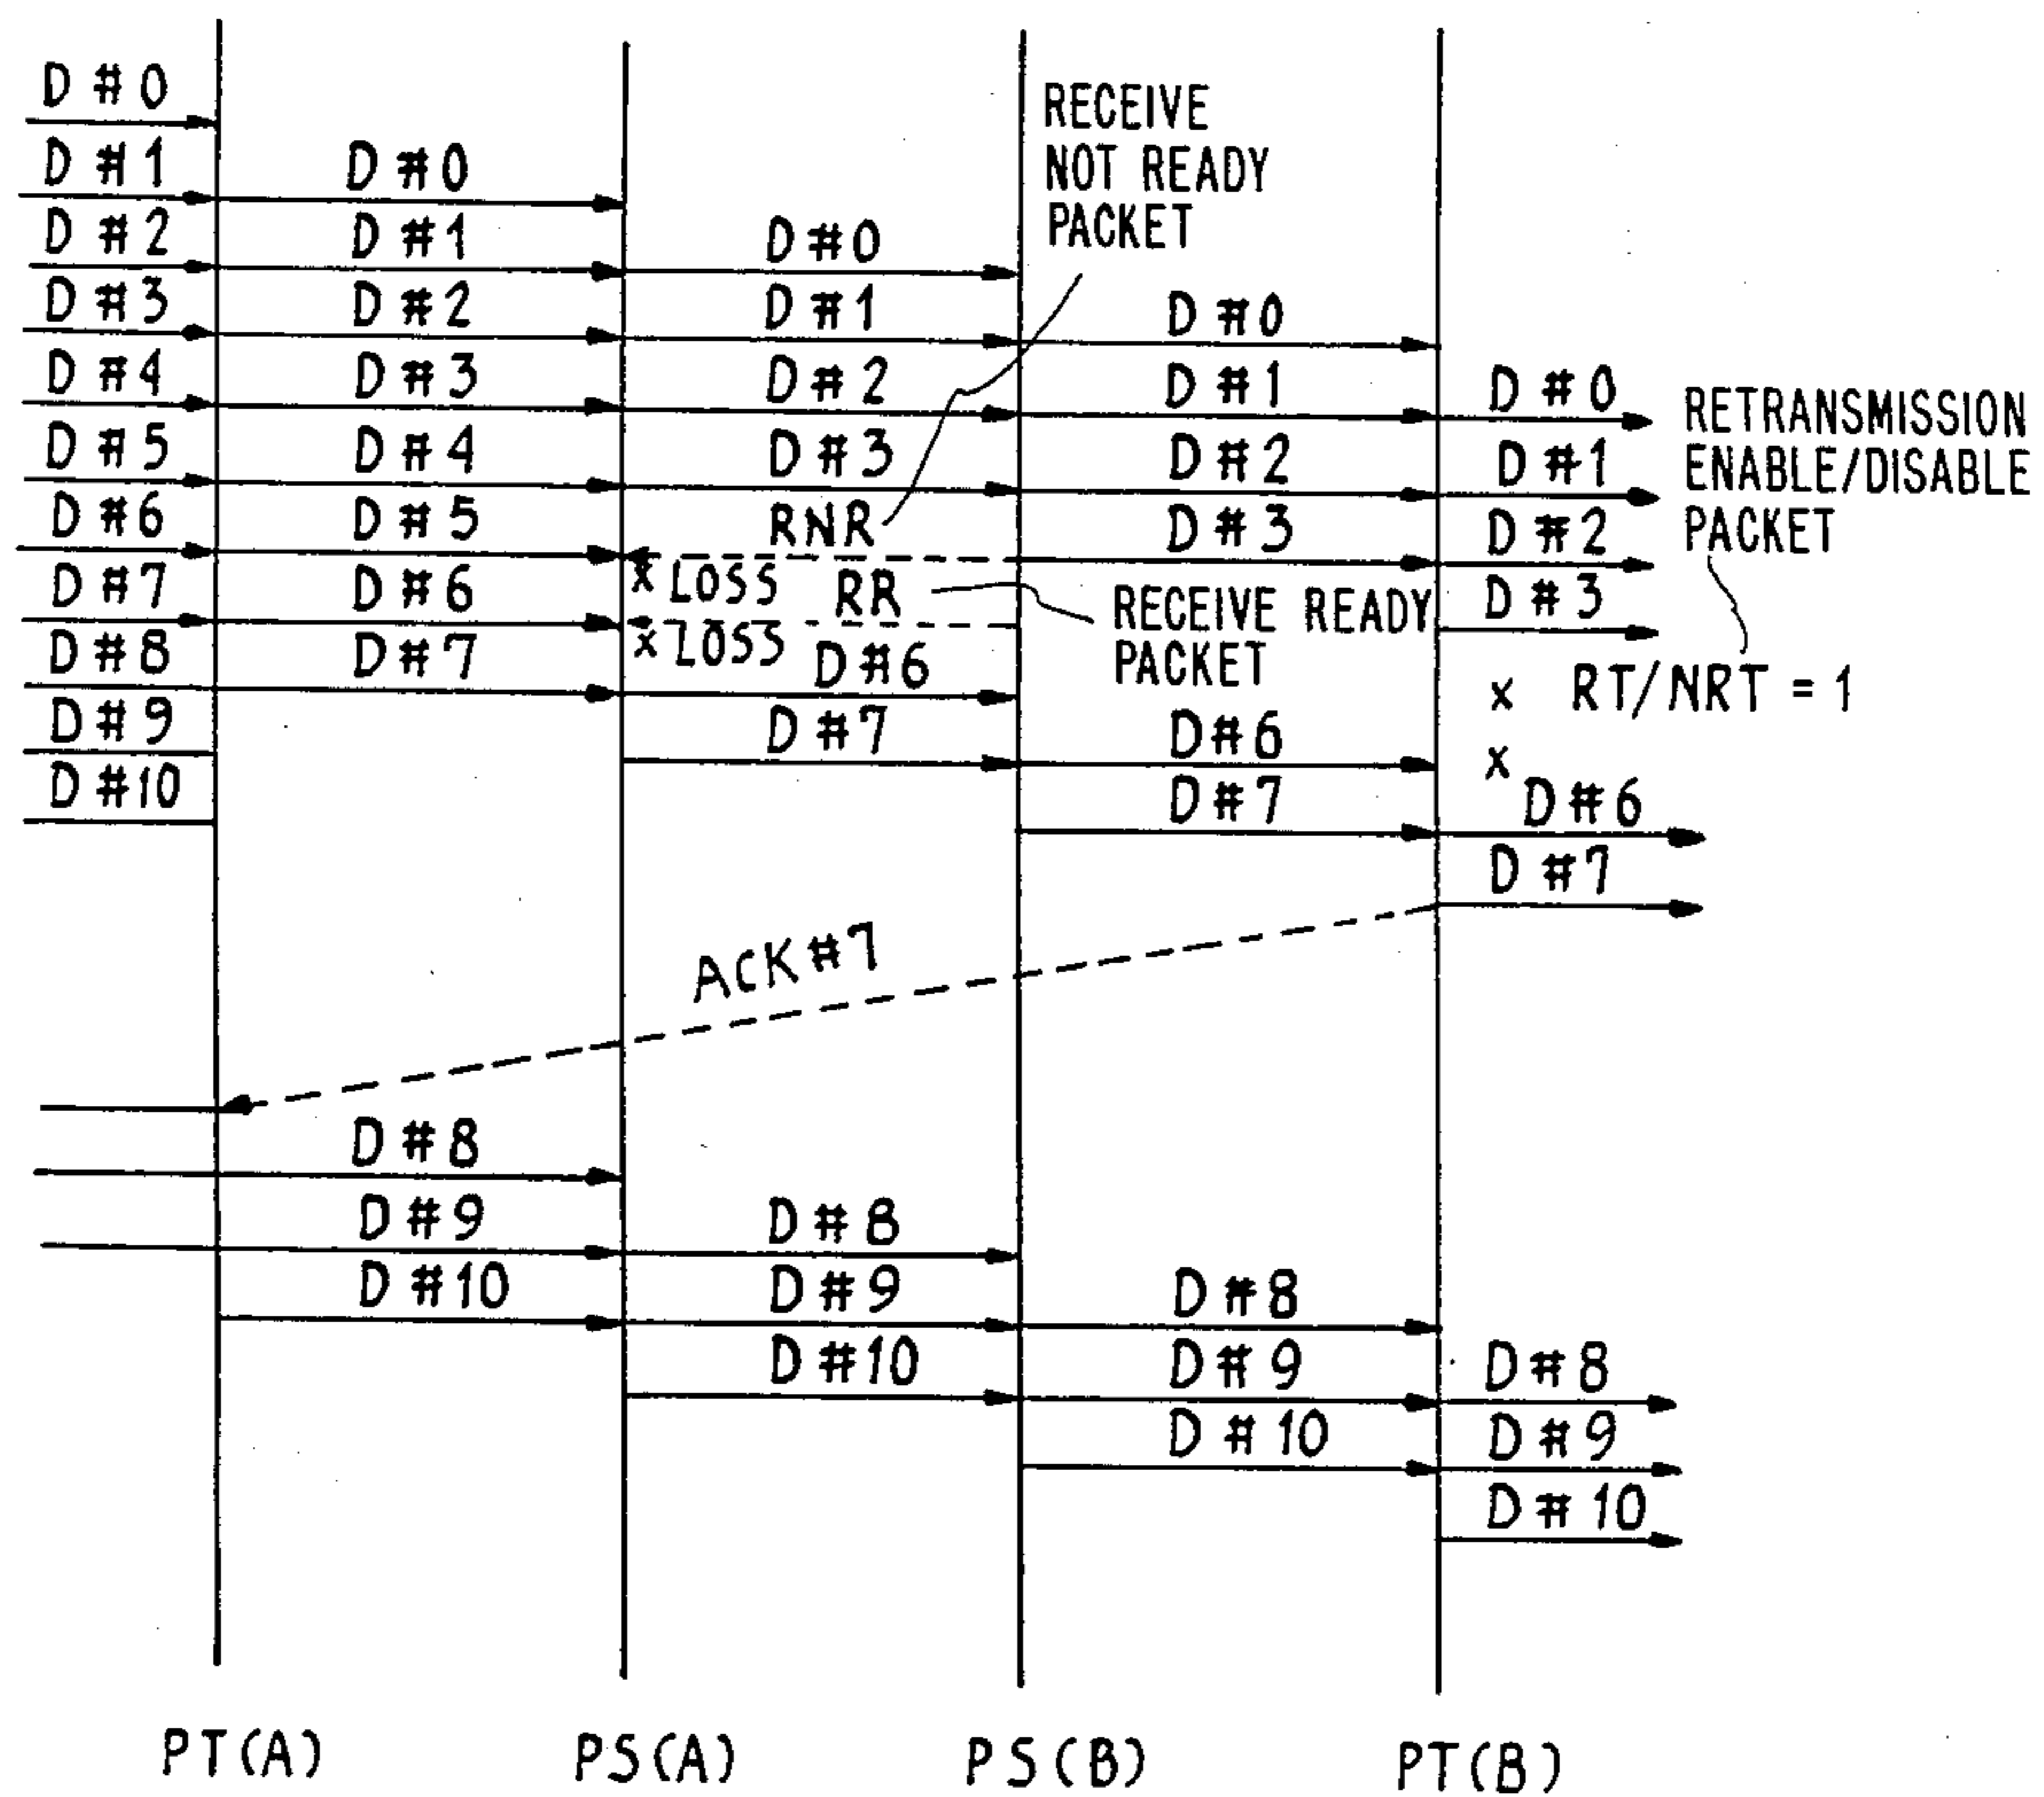 D #0
D #1
D #0
RECEIVE
NOT READY
PACKET
D #2
D #1
D #0
D #3
D #2
D #1
D #0
D #4
D #3
D #2
D #1
D #0
RETRANSMISSION
ENABLE/DISABLE
PACKET
D #5
D #4
D #3
D #2
D #1
D #6
D #5
RNR
D #3
D #2
D #7
D #6
x LOSS
RR
RECEIVE READY
PACKET
D #3
D #8
D #7
x LOSS
D #6
x RT/NRT = 1
D #9
D #7
D #6
x
D #10
D #7
D #6
D #7
ACK #7
D #8
D #9
D #8
D #10
D #9
D #8
D #10
D #9
D #8
D #10
D #9
D #10
PT(A)
PS(A)
PS(B)
PT(B)